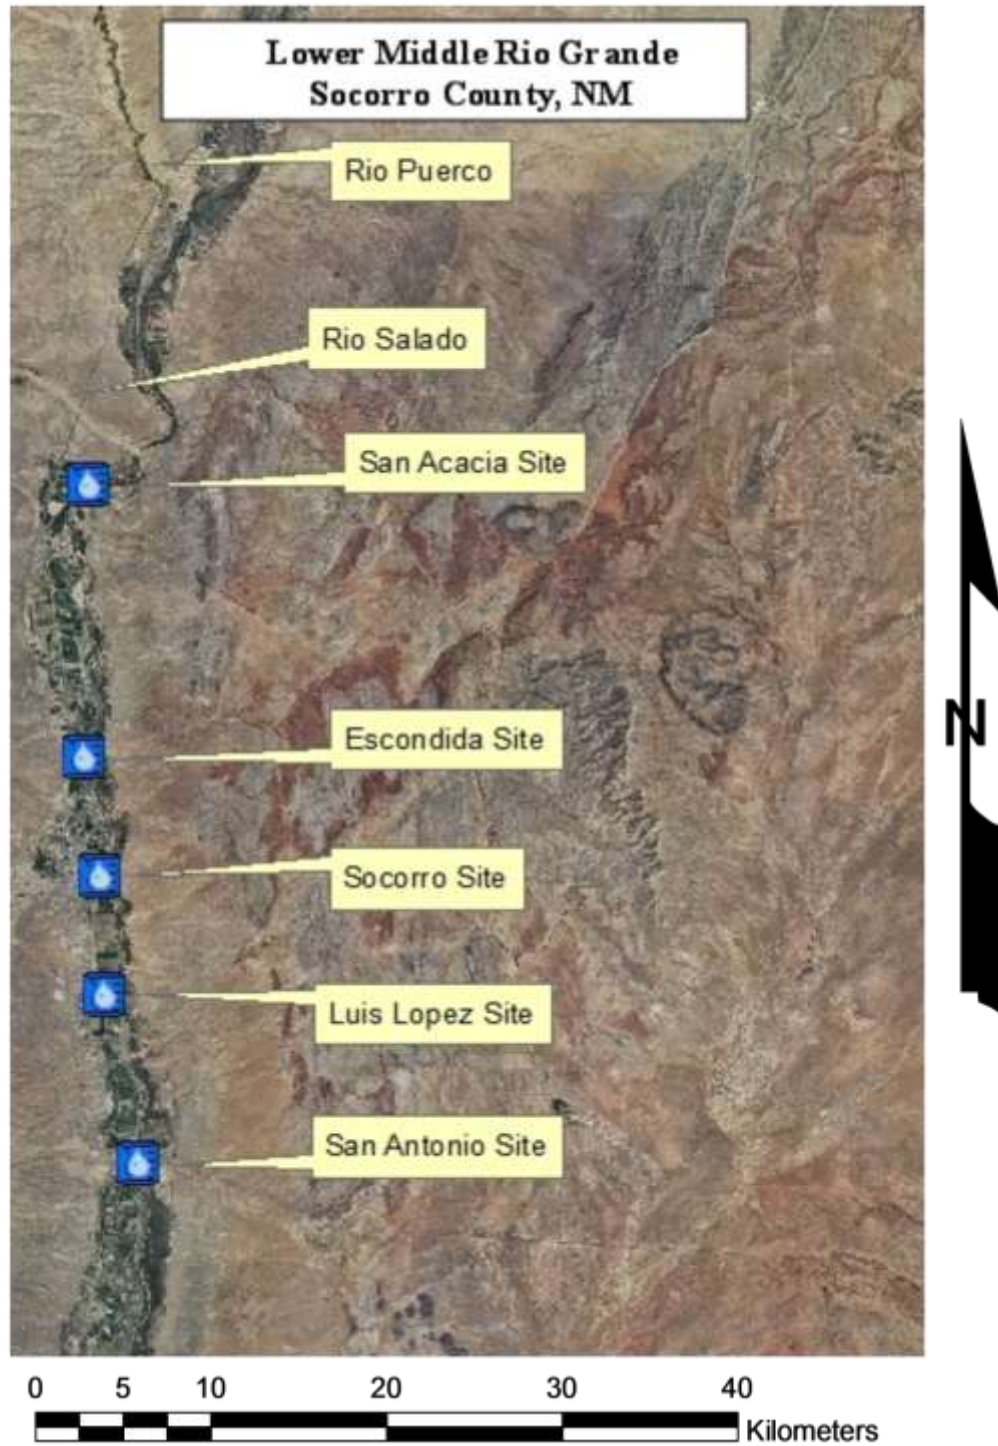 Lower Middle Rio Grande
Socorro County, NM
Rio Puerco
Rio Salado
San Acacia Site
N
Escondida Site
Socorro Site
Luis Lopez Site
San Antonio Site
0 5 10 20 30 40
Kilometers